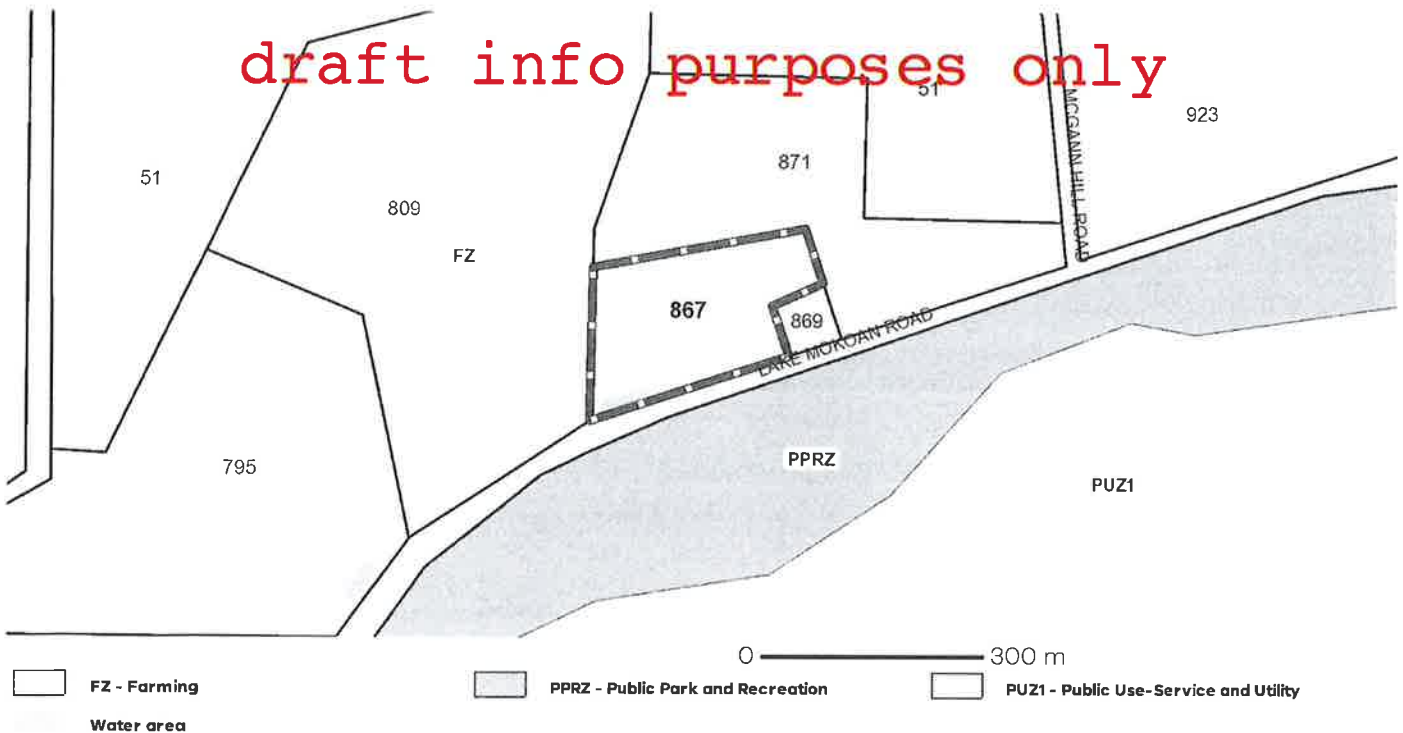 draft info purposes only
51
923
871
51
809
MCGANN HILL ROAD
FZ
867
869
LAKE MOKOAN ROAD
795
PPRZ
PUZ1
0 300 m
FZ - Farming
PPRZ - Public Park and Recreation
PUZ1 - Public Use-Service and Utility
Water area